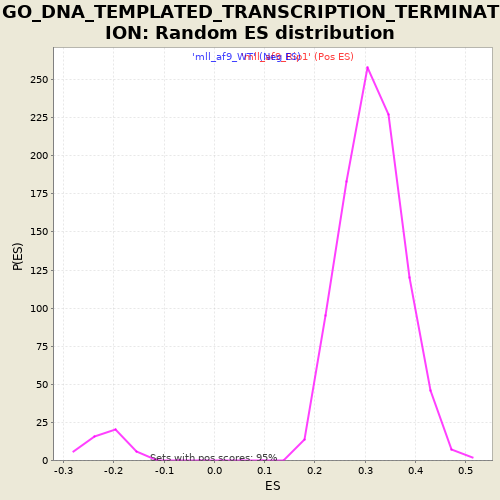 GO_DNA_TEMPLATED_TRANSCRIPTION_TERMINAT
ION: Random ES distribution
(Pos ES)
250
225
200
175
150
125
100
75
50
25
0
P(ES)
Sets with pos scores: 95%
-0.3 -0.2 -0.1 0.0 0.1 0.2 0.3 0.4 0.5
ES